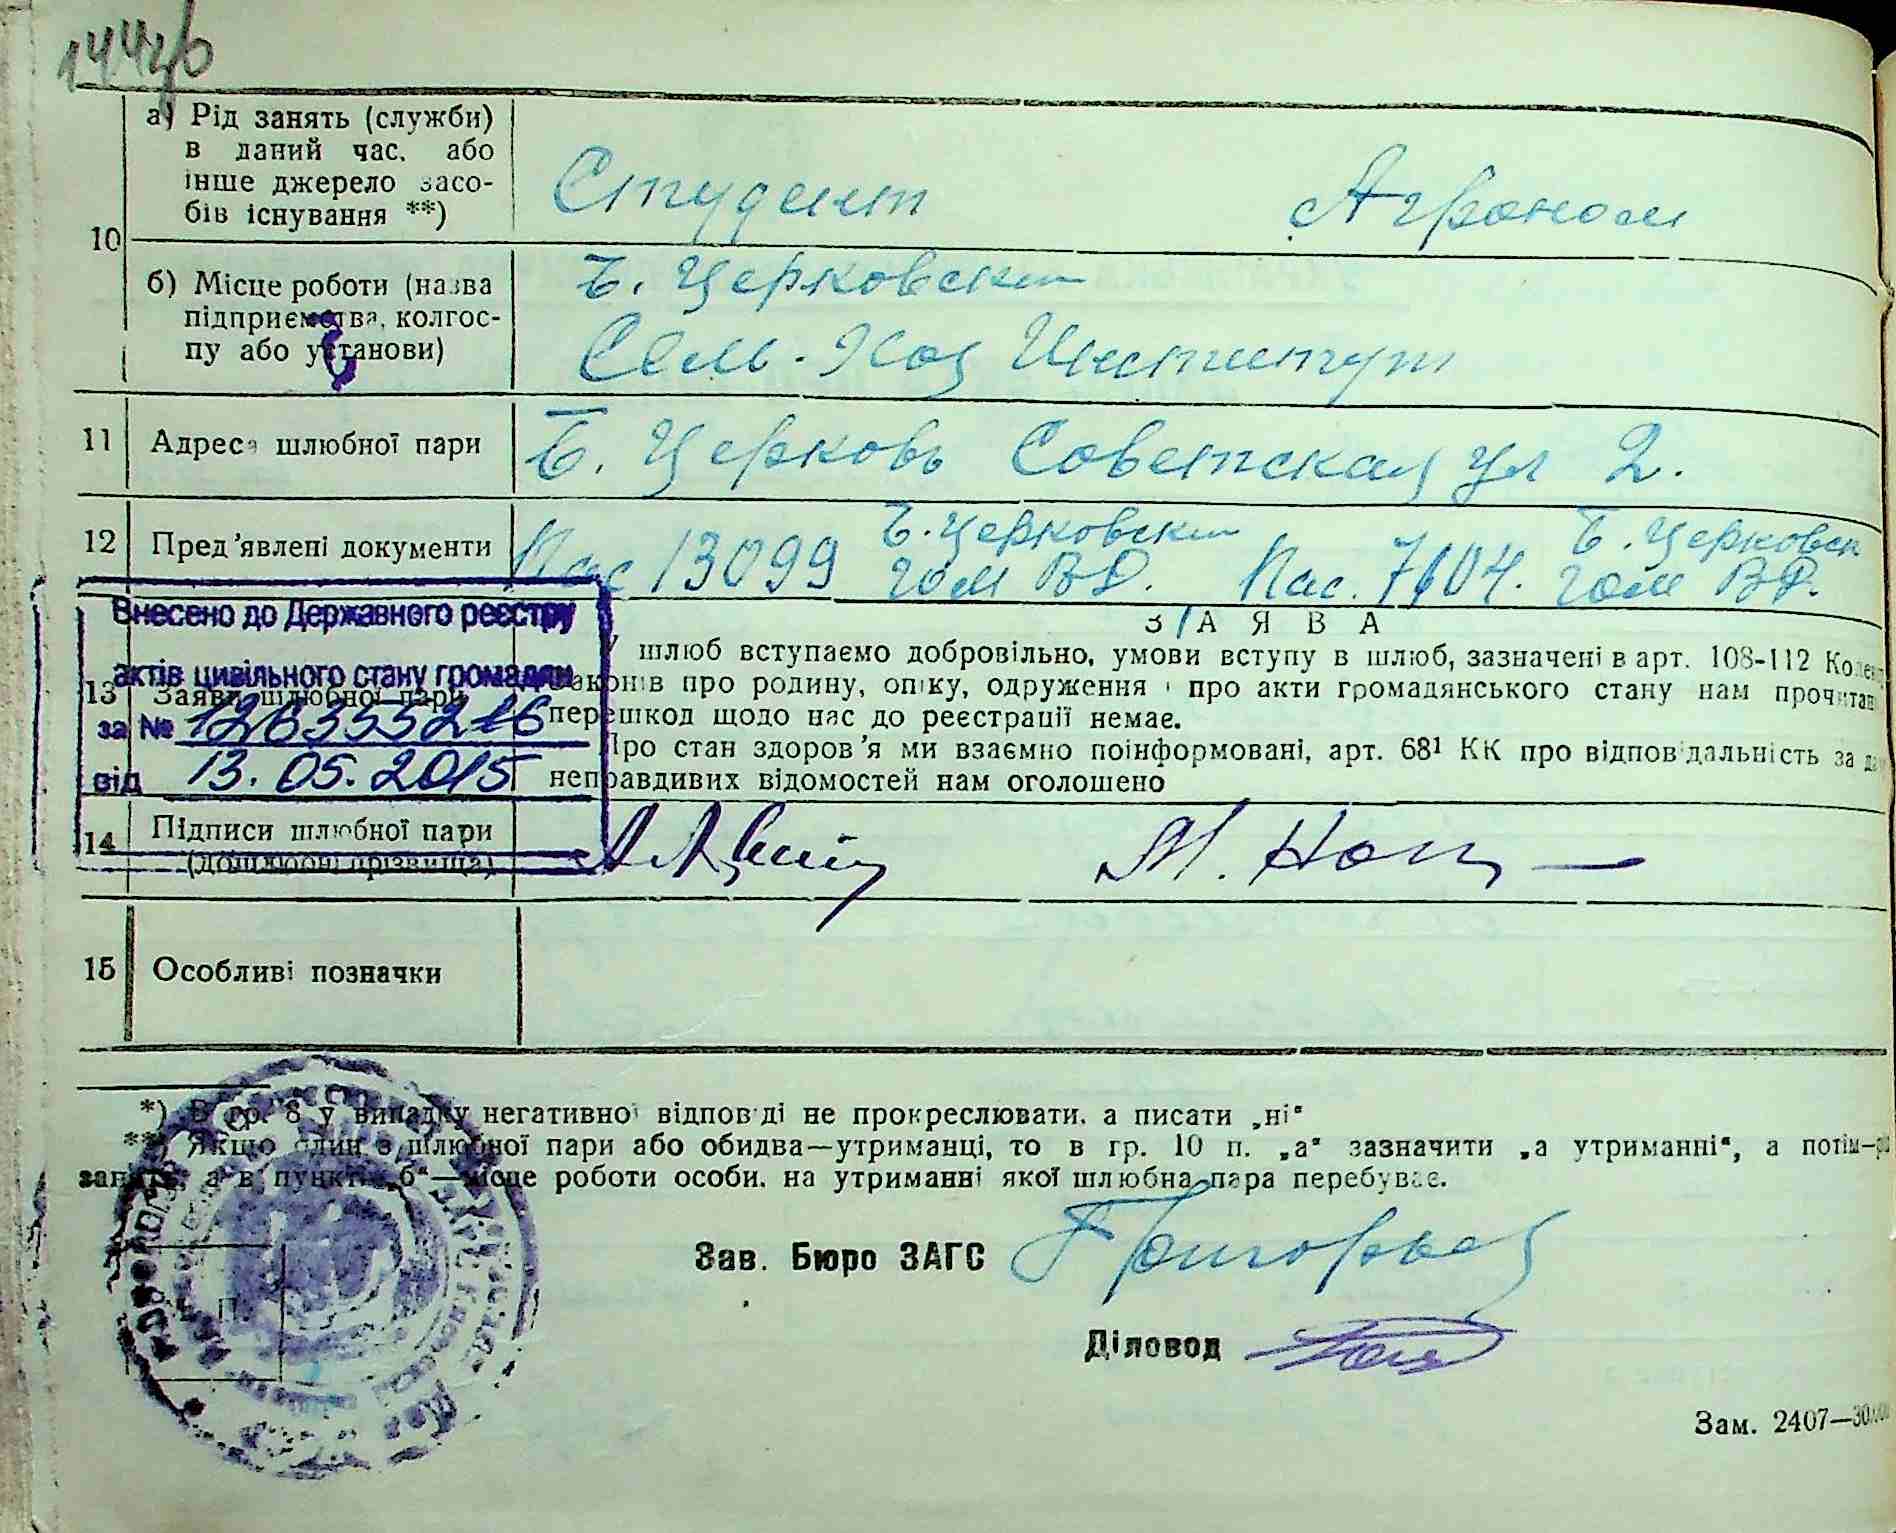 а) Рід занять (служби)
в даний час, або
інше джерело засо-
бів існування **)
Студент Агроном
10
б) Місце роботи (назва
підприємства, колгос-
пу або установи)
Б. Церковский
Сель. Хоз Институт
11 Адреса шлюбної пари Б. Церковь Советская ул 2.
12 Пред'явлені документи Пас 13099 Б. Церковским гом ВД. Пас. 7604. Б. Церковск гом ВД.
Внесено до Державного реєстру
актів цивільного стану громадян
за №
від 13.05.2015
ЗАЯВА
13 Заяви шлюбної пари
У шлюб вступаємо добровільно, умови вступу в шлюб, зазначені в арт. 108-112
законів про родину, опіку, одруження і про акти громадянського стану нам прочитан
перешкод щодо нас до реєстрації немає.
Про стан здоров'я ми взаємно поінформовані, арт. 68¹ КК про відповідальність за
неправдивих відомостей нам оголошено
14 Підписи шлюбної пари
(дошлюбні прізвища)
15 Особливі позначки
*) В гр. 8 у випадку негативної відповіді не прокреслювати, а писати „ні“
**) Якщо один з шлюбної пари або обидва—утриманці, то в гр. 10 п. „а“ зазначити „а утриманні“, а потім—
занять, а в пункті „б“—місце роботи особи, на утриманні якої шлюбна пара перебуває.
Зав. Бюро ЗАГС
Діловод
М. П.
Зам. 2407—30.000